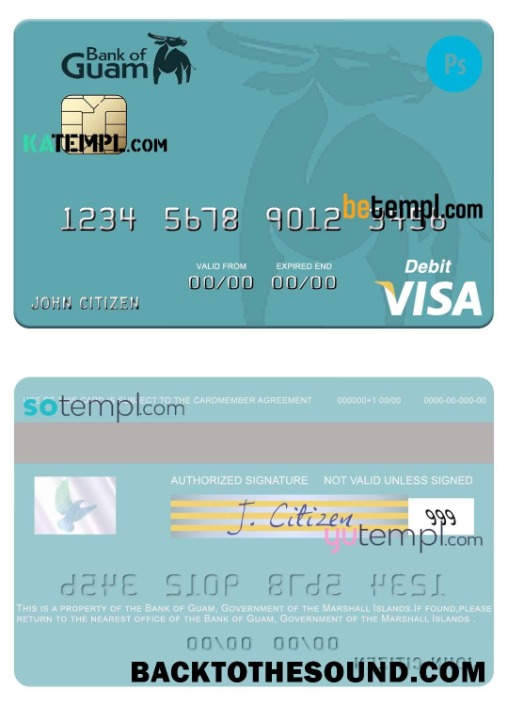 Bank of
Guam
Ps
KATEMPL.COM
1234 5678 9012 3456
betempl.com
VALID FROM EXPIRED END
00/00 00/00
Debit
VISA
JOHN CITIZEN
TO THE CARDMEMBER AGREEMENT 000000+1 00/00 0000-00-000-00
sotempl.com
AUTHORIZED SIGNATURE NOT VALID UNLESS SIGNED
J. Citizen
999
yutempl.com
THIS IS A PROPERTY OF THE BANK OF GUAM, GOVERNMENT OF THE MARSHALL ISLANDS.IF FOUND,PLEASE
RETURN TO THE NEAREST OFFICE OF THE BANK OF GUAM, GOVERNMENT OF THE MARSHALL ISLANDS .
00/00 00/00
BACKTOTHESOUND.COM